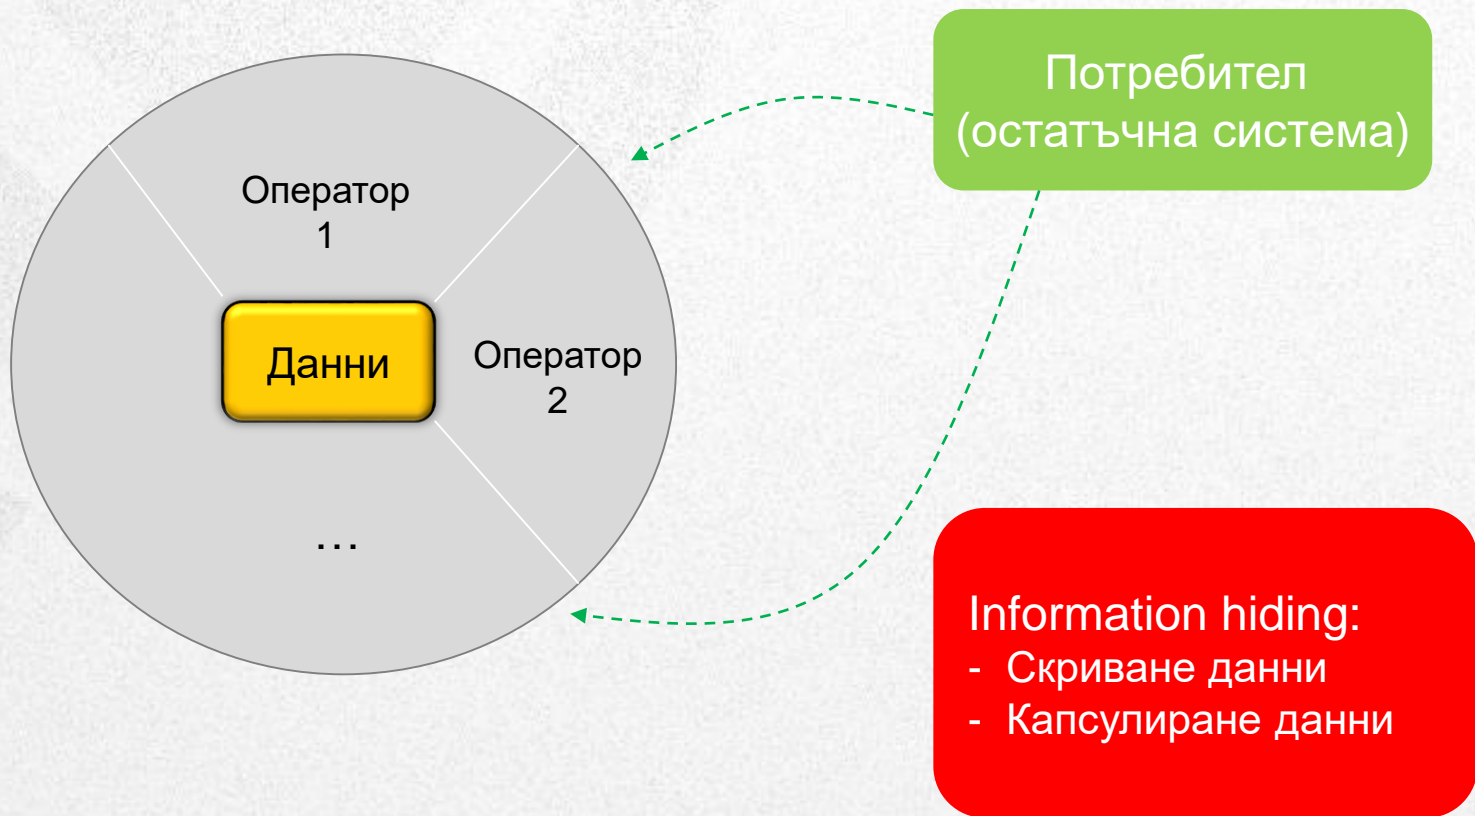 Потребител
(остатъчна система)
Оператор
1
Данни
Оператор
2
...
Information hiding:
- Скриване данни
- Капсулиране данни